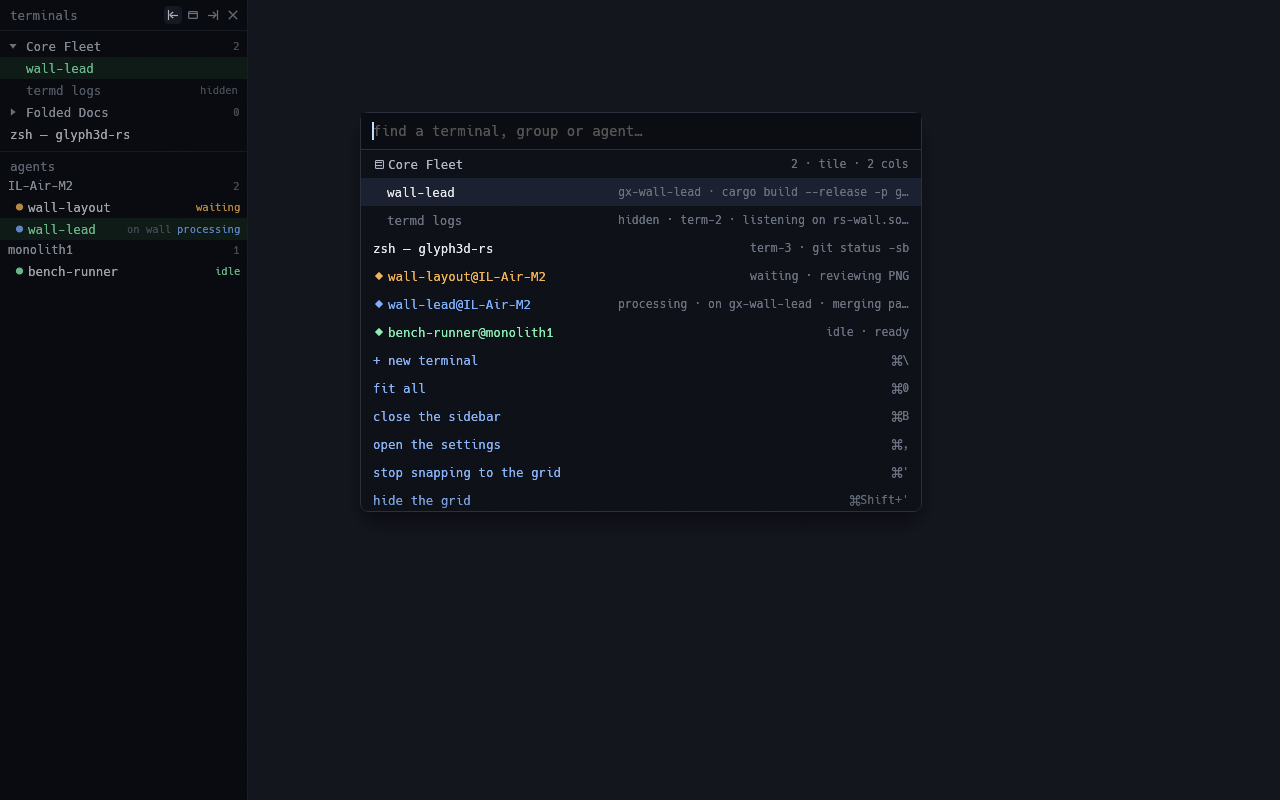 terminals
Core Fleet 2
wall-lead
termd logs hidden
Folded Docs 0
zsh — glyph3d-rs
agents
IL-Air-M2 2
wall-layout waiting
wall-lead on wall processing
monolith1 1
bench-runner idle
find a terminal, group or agent…
Core Fleet 2 · tile · 2 cols
wall-lead gx-wall-lead · cargo build --release -p g…
termd logs hidden · term-2 · listening on rs-wall.so…
zsh — glyph3d-rs term-3 · git status -sb
wall-layout@IL-Air-M2 waiting · reviewing PNG
wall-lead@IL-Air-M2 processing · on gx-wall-lead · merging pa…
bench-runner@monolith1 idle · ready
+ new terminal ⌘\
fit all ⌘0
close the sidebar ⌘B
open the settings ⌘,
stop snapping to the grid ⌘'
hide the grid ⌘Shift+'